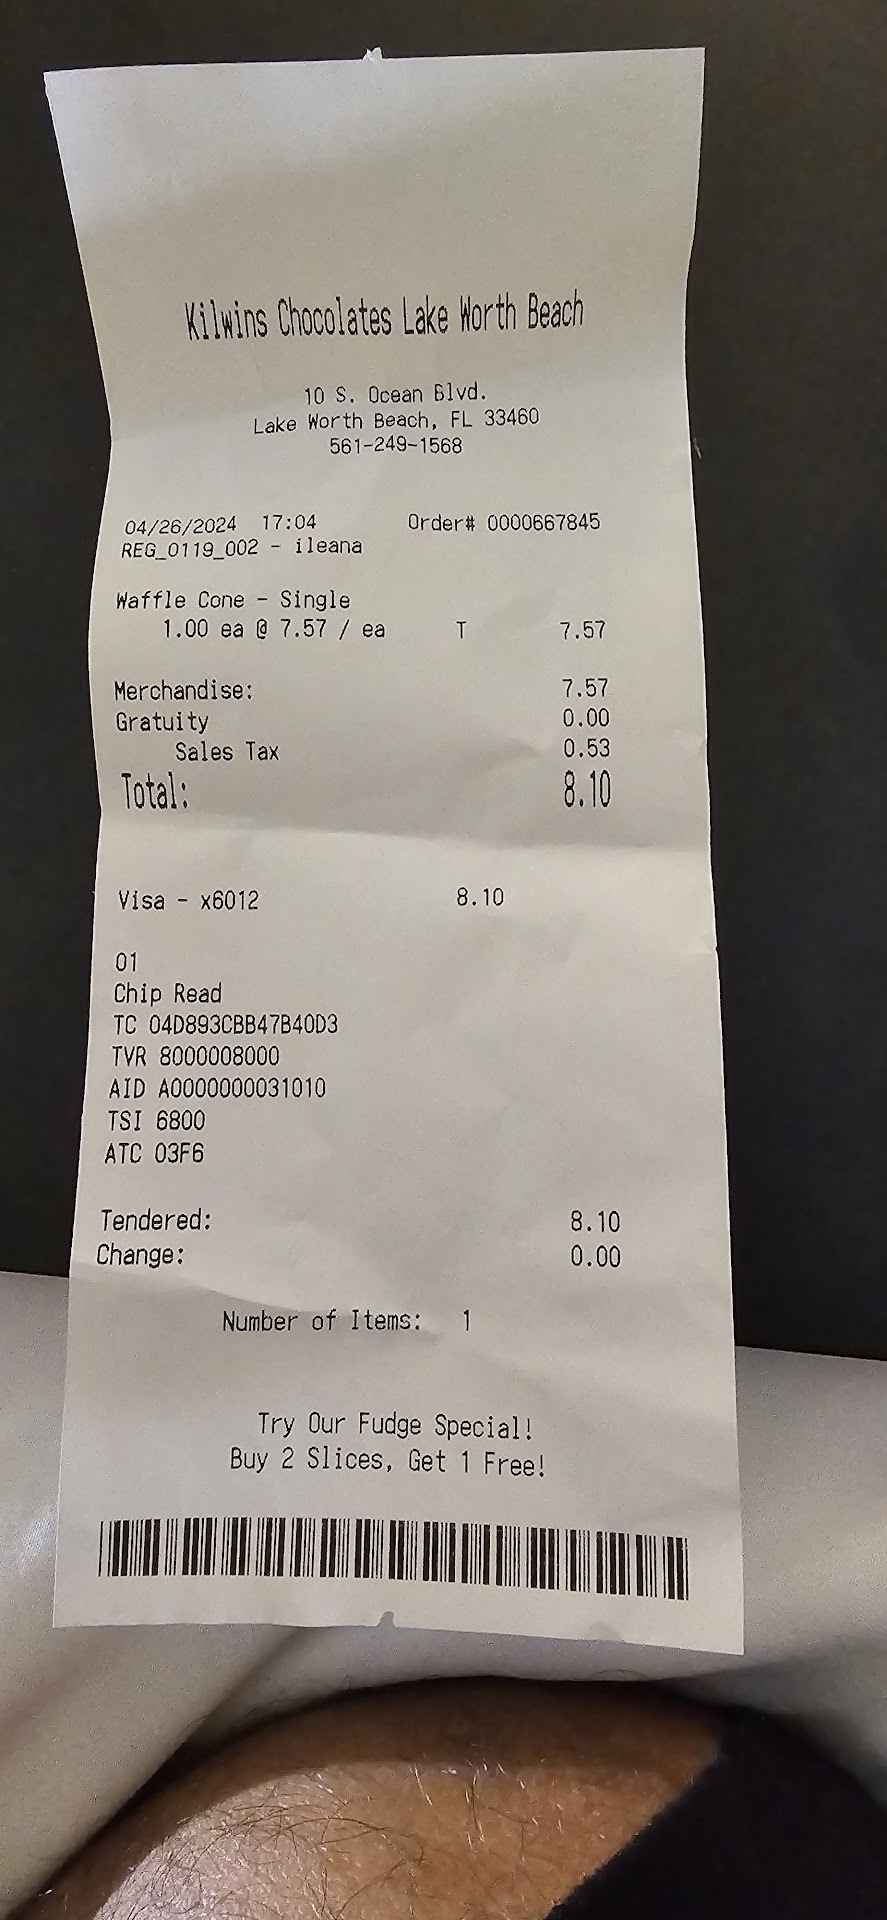 Kilwins Chocolates Lake Worth Beach
10 S. Ocean Blvd.
Lake Worth Beach, FL 33460
561-249-1568
04/26/2024 17:04 Order# 0000667845
REG_0119_002 - ileana
Waffle Cone - Single
1.00 ea @ 7.57 / ea T 7.57
Merchandise: 7.57
Gratuity 0.00
Sales Tax 0.53
Total: 8.10
Visa - x6012 8.10
01
Chip Read
TC 04D893CBB47B40D3
TVR 8000008000
AID A0000000031010
TSI 6800
ATC 03F6
Tendered: 8.10
Change: 0.00
Number of Items: 1
Try Our Fudge Special!
Buy 2 Slices, Get 1 Free!